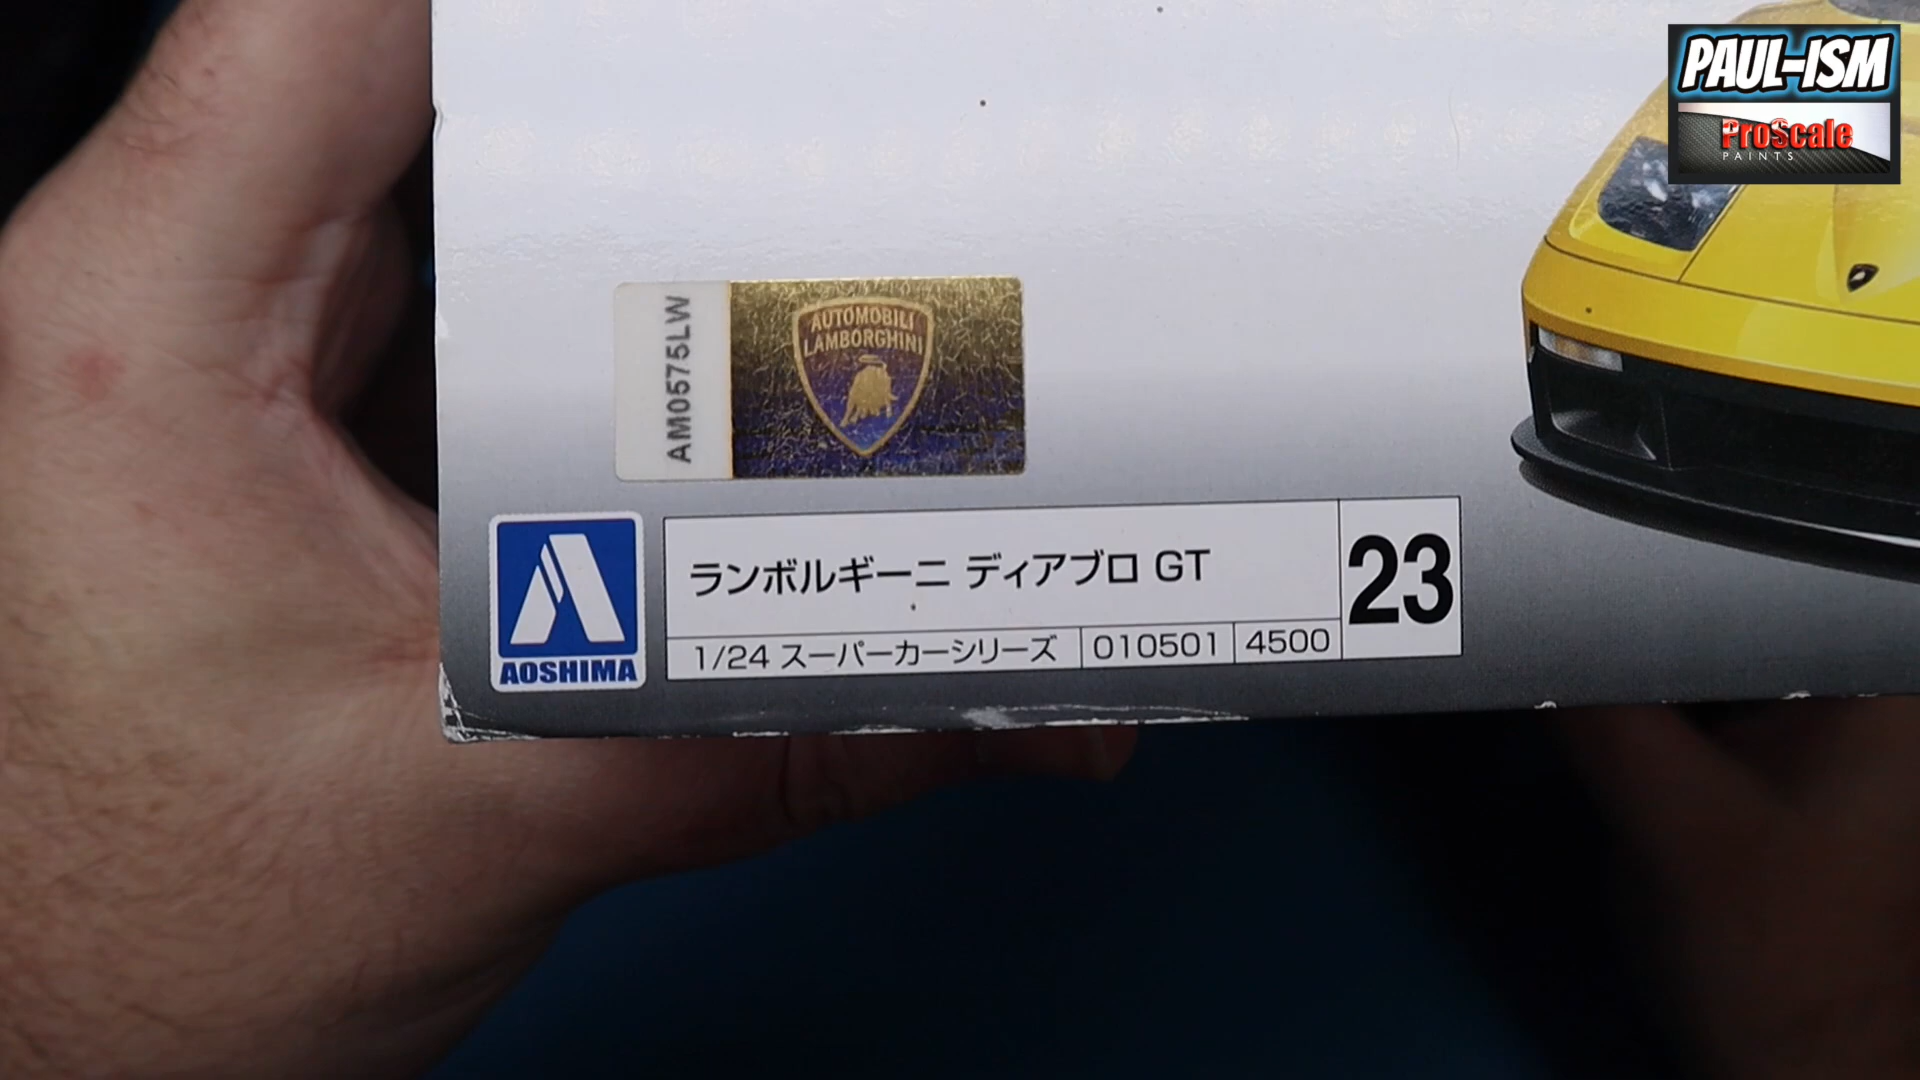 PAUL-ISM
ProScale
PAINTS
AM0575LW
AUTOMOBILI
LAMBORGHINI
ランボルギーニ ディアブロ GT
23
1/24 スーパーカーシリーズ 010501 4500
AOSHIMA